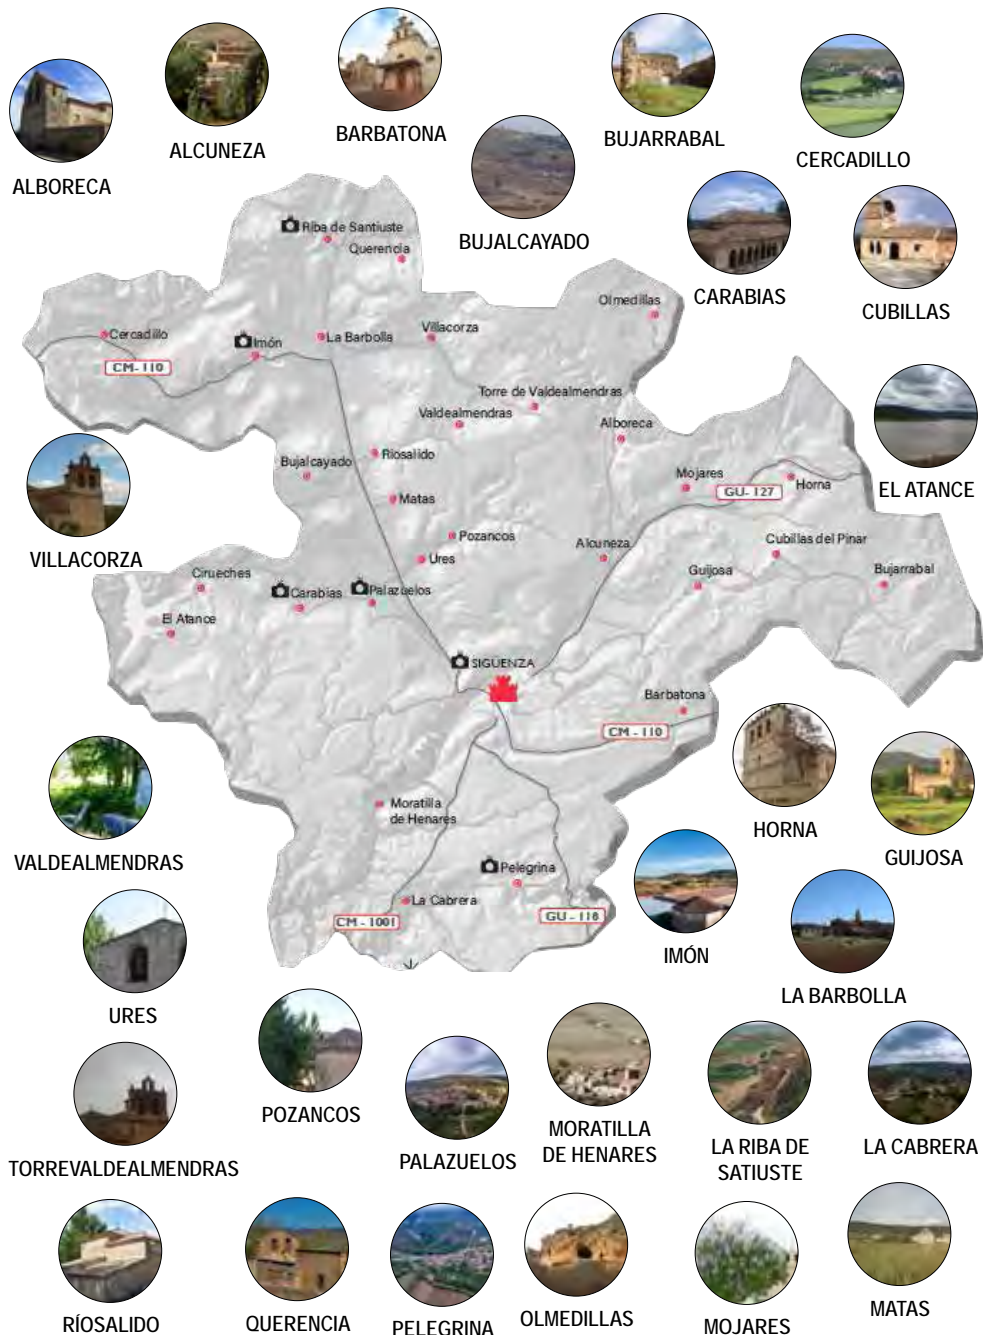 ALBORECA
ALCUNEZA
BARBATONA
BUJALCAYADO
BUJARRABAL
CERCADILLO
CARABIAS
CUBILLAS
Riba de Santiuste
Querencia
Olmedillas
Cercadillo
Imón
La Barbolla
Villacorza
CM-110
Torre de Valdealmendras
Valdealmendras
Alboreca
EL ATANCE
Bujalcayado
Riosalido
Mojares
Horna
GU-127
Matas
VILLACORZA
Pozancos
Ures
Alcuneza
Cubillas del Pinar
Guijosa
Bujarrabal
Cirueches
Carabias
Palazuelos
El Atance
SIGÜENZA
Barbatona
CM - 110
HORNA
GUIJOSA
VALDEALMENDRAS
Moratilla
de Henares
Pelegrina
La Cabrera
CM - 1001
GU - 118
IMÓN
LA BARBOLLA
URES
POZANCOS
PALAZUELOS
MORATILLA
DE HENARES
LA RIBA DE
SATIUSTE
LA CABRERA
TORREVALDEALMENDRAS
RÍOSALIDO
QUERENCIA
PELEGRINA
OLMEDILLAS
MOJARES
MATAS